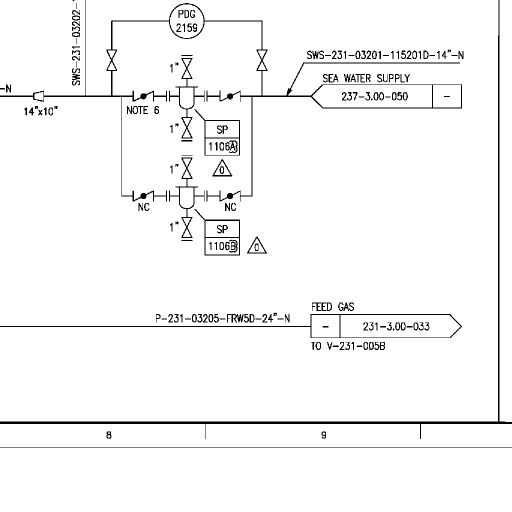 PDG
2159
SWS-231-03202-
SWS-231-03201-115201D-14"-N
SEA WATER SUPPLY
237-3.00-050
-
-N
14"x10"
1"
NOTE 6
1"
SP
1106A
0
1"
NC
NC
1"
SP
1106B
0
P-231-03205-FRW5D-24"-N
FEED GAS
-
231-3.00-033
TO V-231-005B
8
9